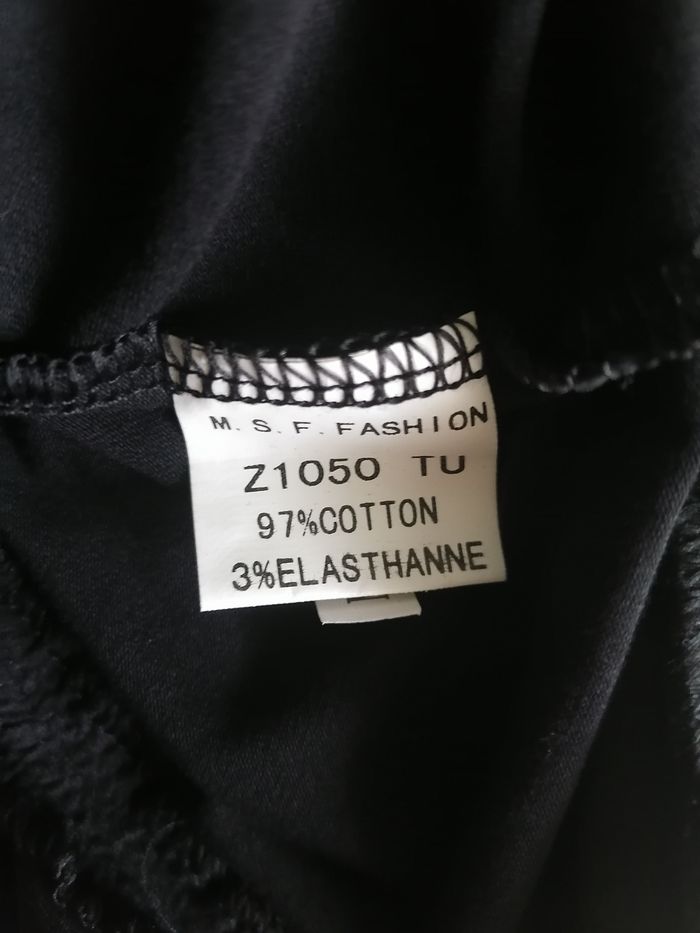 M. S. F. FASHION
Z1050 TU
97%COTTON
3%ELASTHANNE